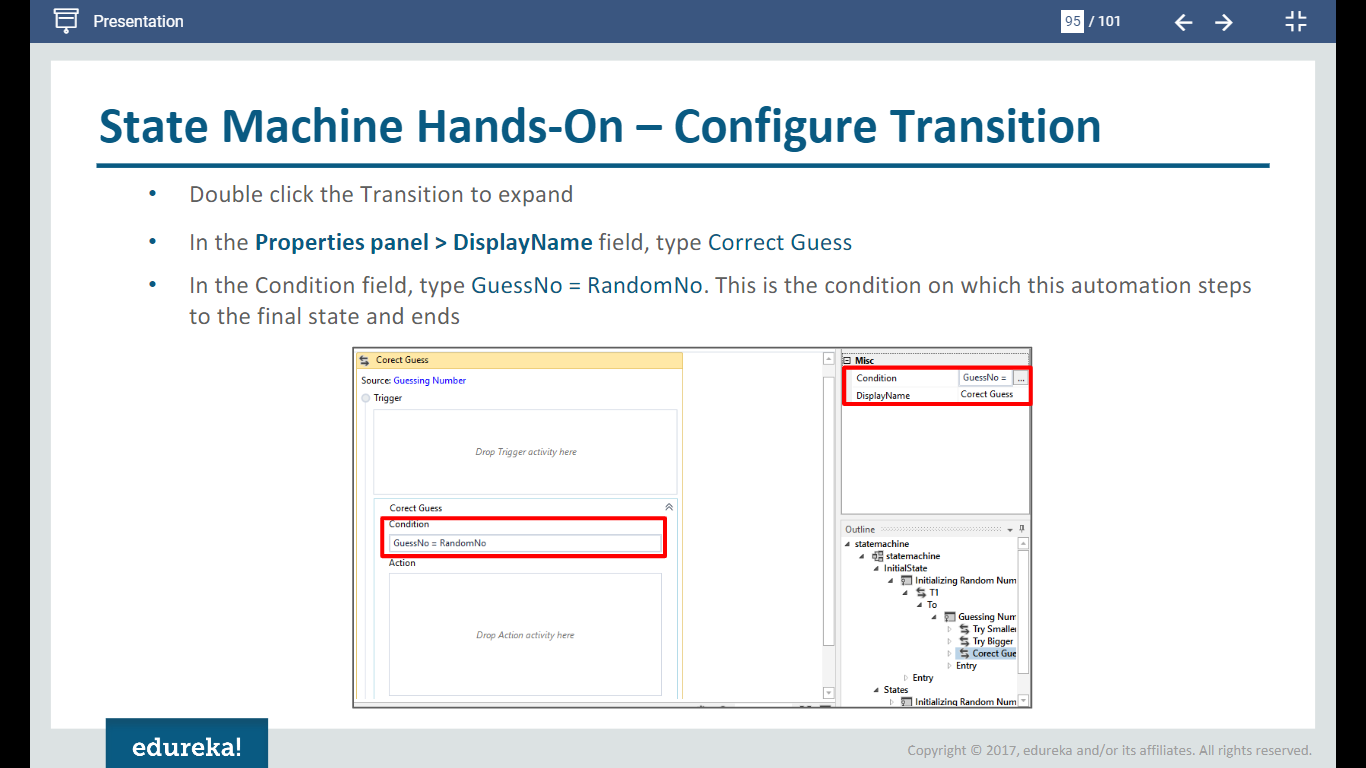 Presentation
95 / 101
State Machine Hands-On – Configure Transition
• Double click the Transition to expand
• In the Properties panel > DisplayName field, type Correct Guess
• In the Condition field, type GuessNo = RandomNo. This is the condition on which this automation steps
to the final state and ends
Corect Guess
Source: Guessing Number
Trigger
Drop Trigger activity here
Corect Guess
Condition
GuessNo = RandomNo
Action
Drop Action activity here
Misc
Condition GuessNo = ...
DisplayName Corect Guess
Outline
statemachine
statemachine
InitialState
Initializing Random Num
T1
To
Guessing Num
Try Smaller
Try Bigger
Corect Gue
Entry
Entry
States
Initializing Random Num
edureka!
Copyright © 2017, edureka and/or its affiliates. All rights reserved.